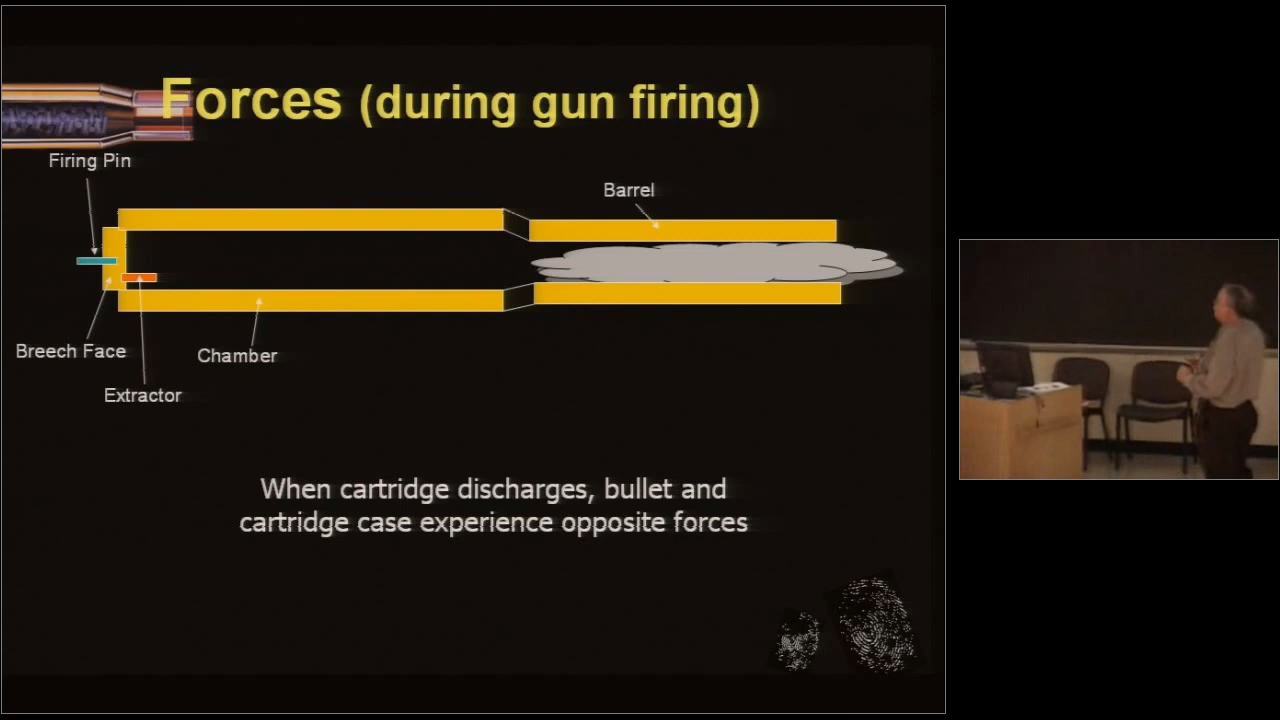 Forces (during gun firing)
Firing Pin
Barrel
Breech Face
Chamber
Extractor
When cartridge discharges, bullet and
cartridge case experience opposite forces